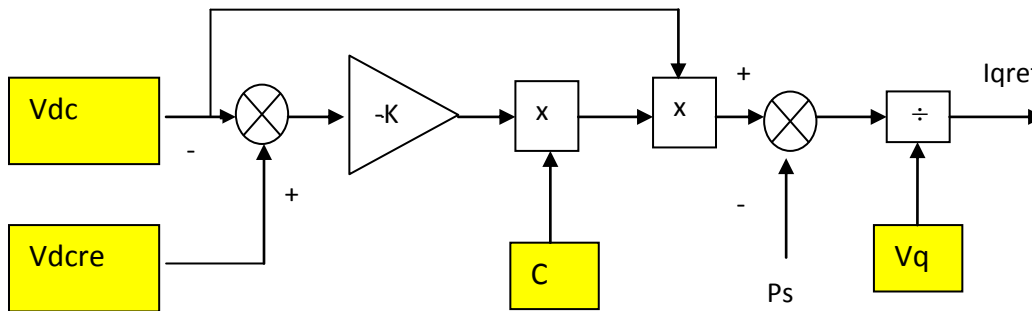 Vdc
-
+
Vdcre
-K
x
C
x
+
-
Ps
÷
Vq
Iqref